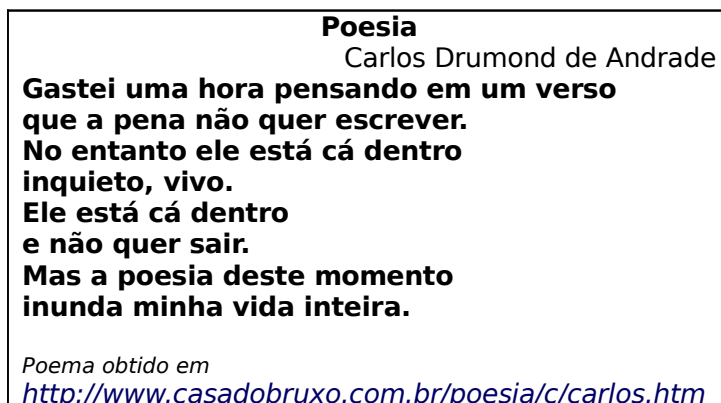 Poesia
Carlos Drumond de Andrade
Gastei uma hora pensando em um verso
que a pena não quer escrever.
No entanto ele está cá dentro
inquieto, vivo.
Ele está cá dentro
e não quer sair.
Mas a poesia deste momento
inunda minha vida inteira.
Poema obtido em
http://www.casadobruxo.com.br/poesia/c/carlos.htm